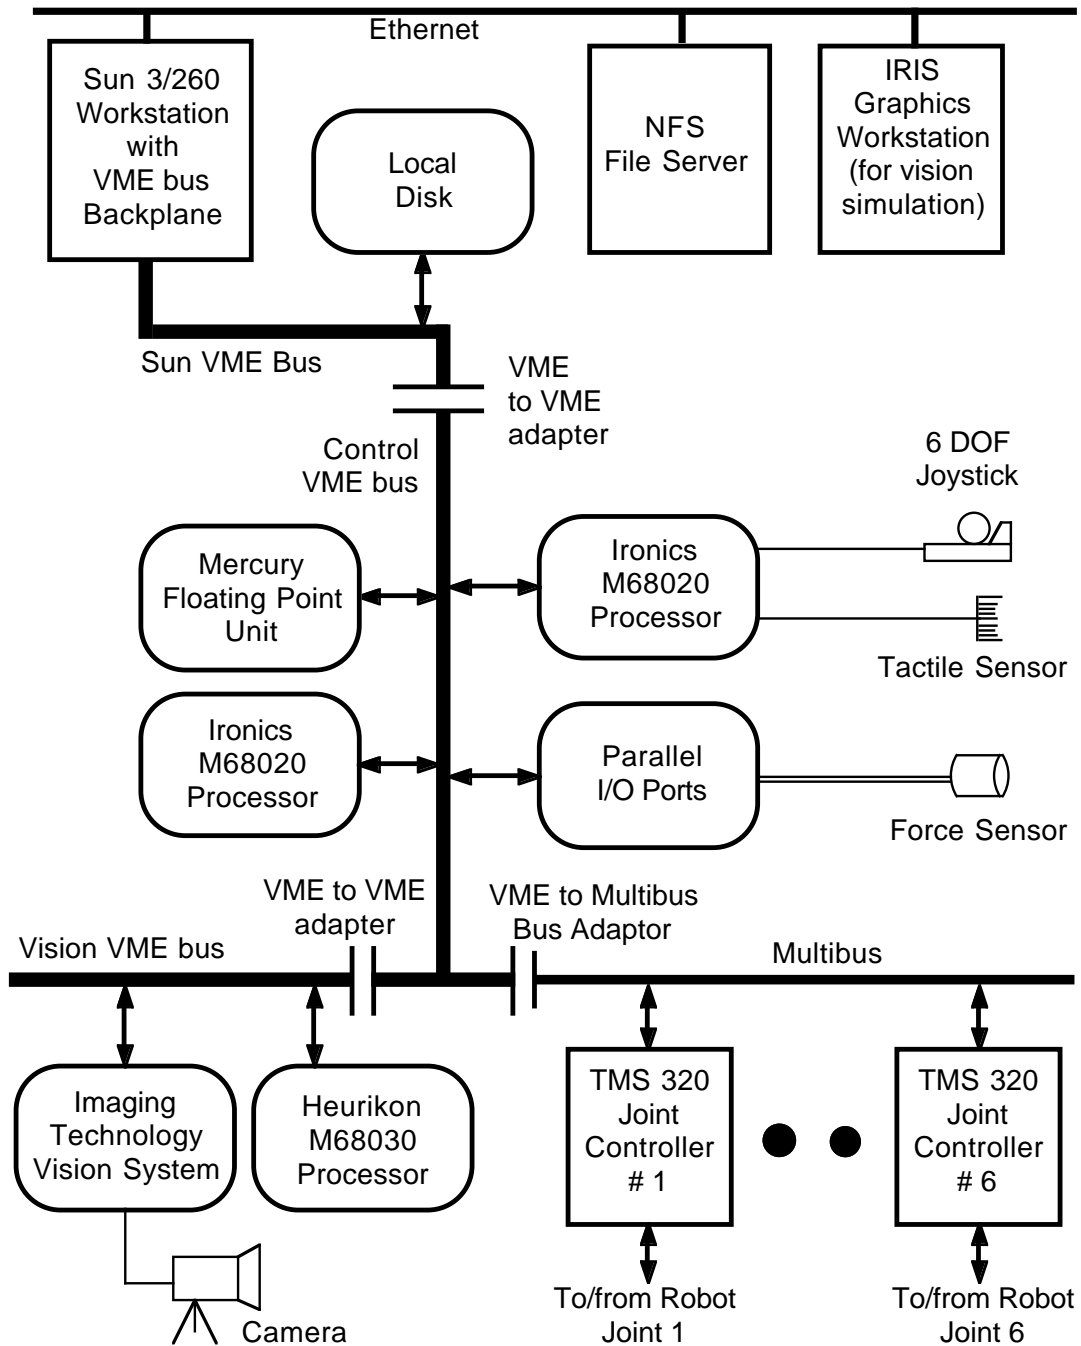 Ethernet
Sun 3/260
Workstation
with
VME bus
Backplane
Local
Disk
NFS
File Server
IRIS
Graphics
Workstation
(for vision
simulation)
Sun VME Bus
VME
to VME
adapter
Control
VME bus
6 DOF
Joystick
Mercury
Floating Point
Unit
Ironics
M68020
Processor
Tactile Sensor
Ironics
M68020
Processor
Parallel
I/O Ports
Force Sensor
VME to VME
adapter
VME to Multibus
Bus Adaptor
Vision VME bus
Multibus
Imaging
Technology
Vision System
Heurikon
M68030
Processor
TMS 320
Joint
Controller
# 1
TMS 320
Joint
Controller
# 6
Camera
To/from Robot
Joint 1
To/from Robot
Joint 6